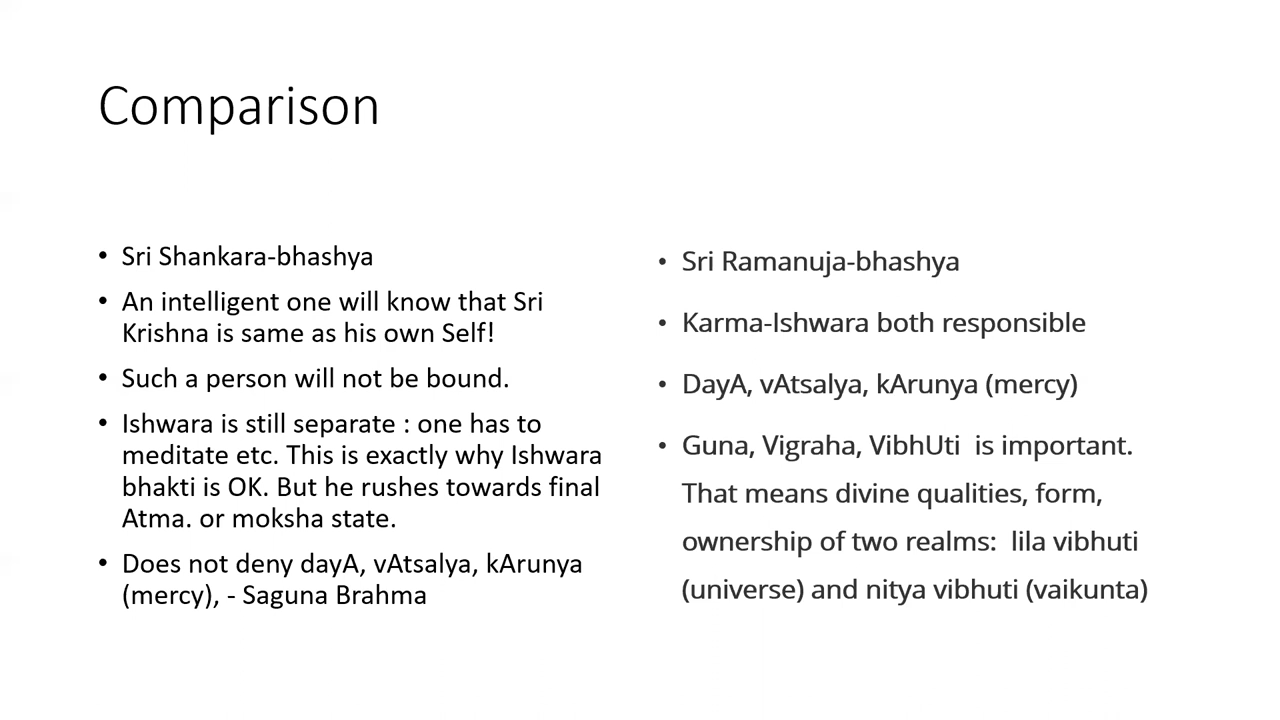 Comparison
• Sri Shankara-bhashya
• An intelligent one will know that Sri
Krishna is same as his own Self!
• Such a person will not be bound.
• Ishwara is still separate : one has to
meditate etc. This is exactly why Ishwara
bhakti is OK. But he rushes towards final
Atma. or moksha state.
• Does not deny dayA, vAtsalya, kArunya
(mercy), - Saguna Brahma
• Sri Ramanuja-bhashya
• Karma-Ishwara both responsible
• DayA, vAtsalya, kArunya (mercy)
• Guna, Vigraha, VibhUti is important.
That means divine qualities, form,
ownership of two realms: lila vibhuti
(universe) and nitya vibhuti (vaikunta)